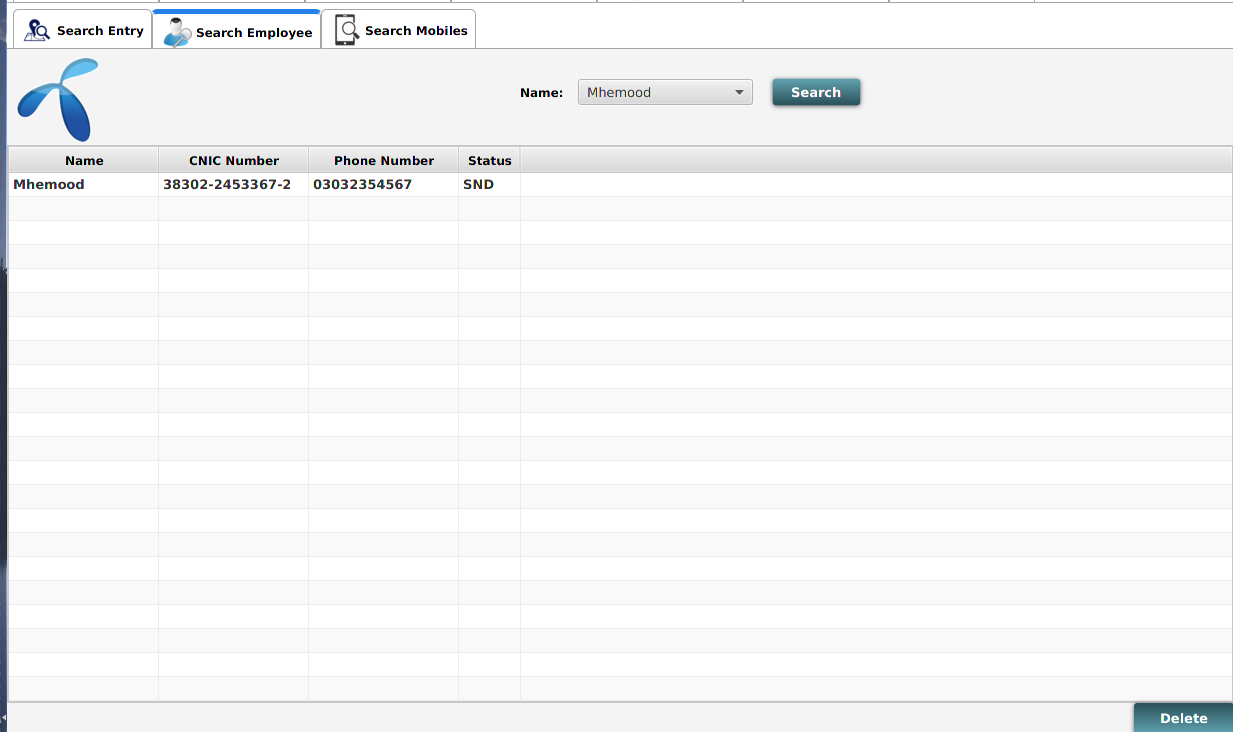 Search Entry Search Employee Search Mobiles
Name: Mhemood Search
Name CNIC Number Phone Number Status
Mhemood 38302-2453367-2 03032354567 SND
Delete